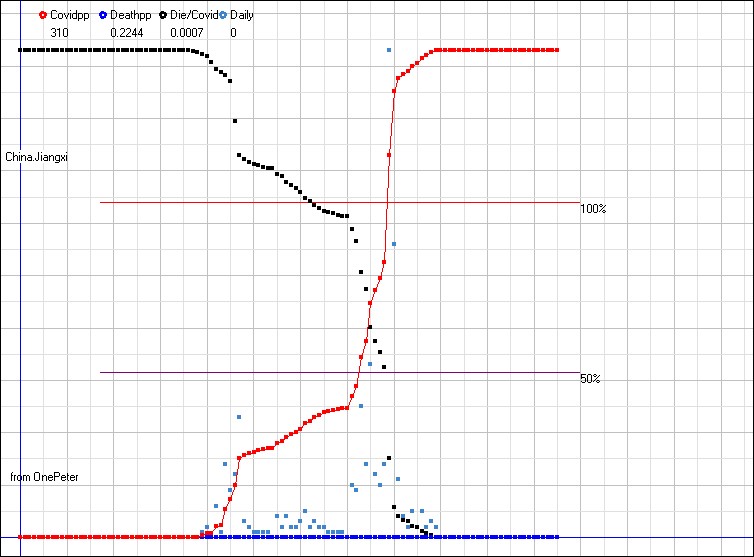 Covidpp Deathpp Die/Covid Daily
310 0.2244 0.0007 0
China.Jiangxi
100%
50%
from OnePeter